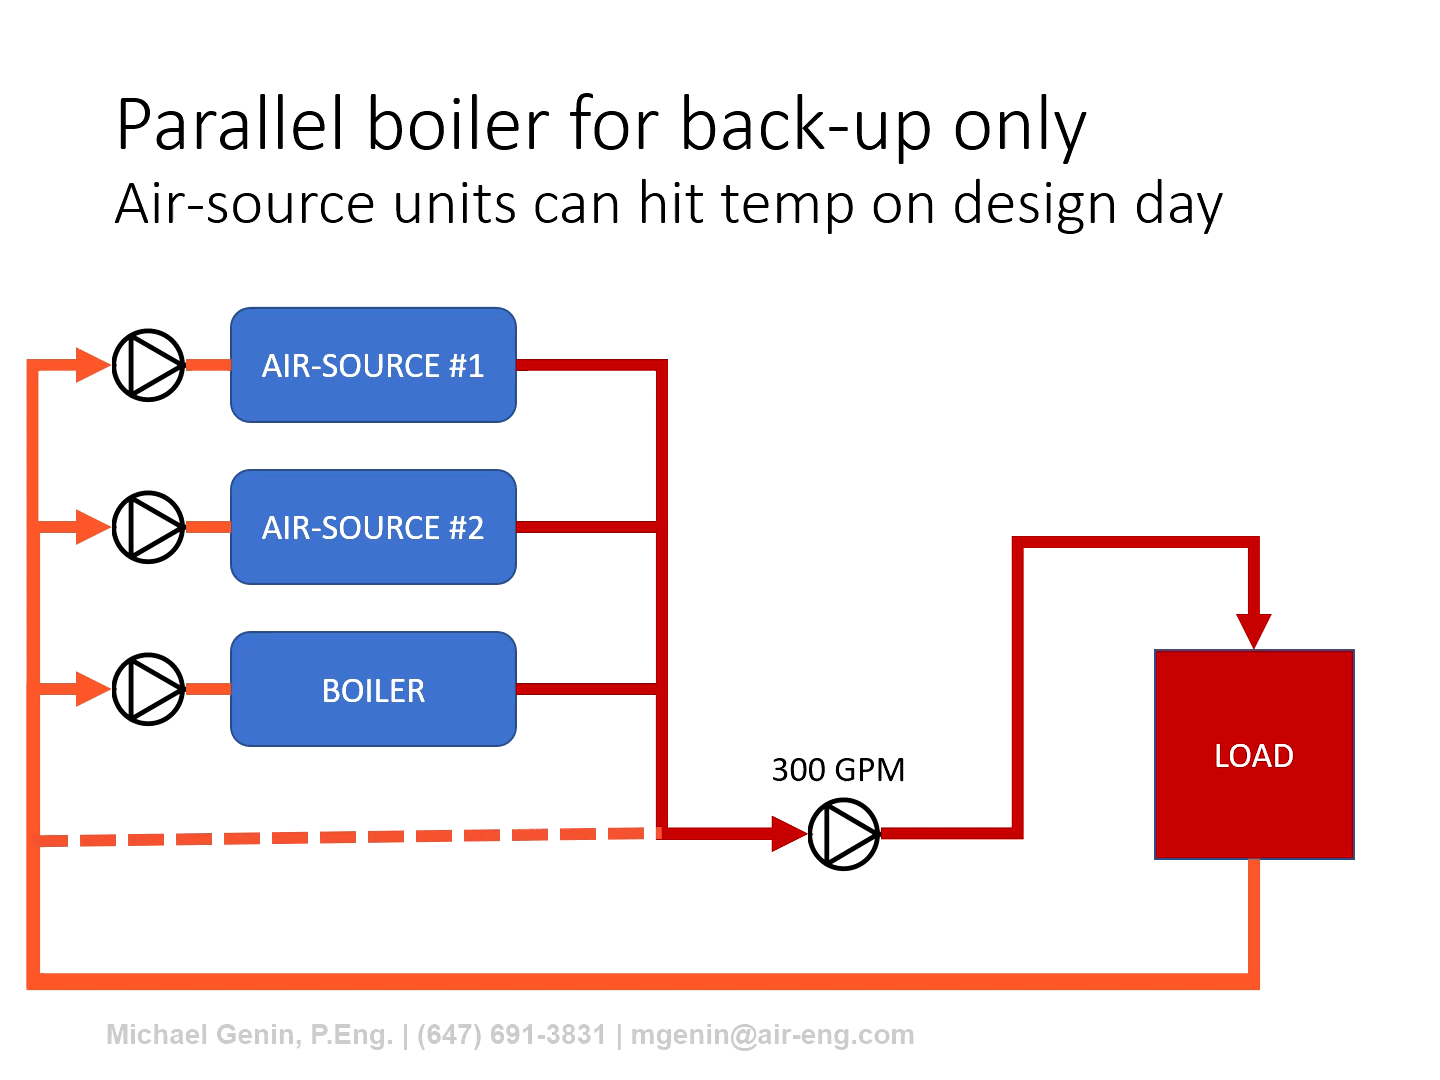 Parallel boiler for back-up only
Air-source units can hit temp on design day
AIR-SOURCE #1
AIR-SOURCE #2
BOILER
300 GPM
LOAD
Michael Genin, P.Eng. | (647) 691-3831 | mgenin@air-eng.com